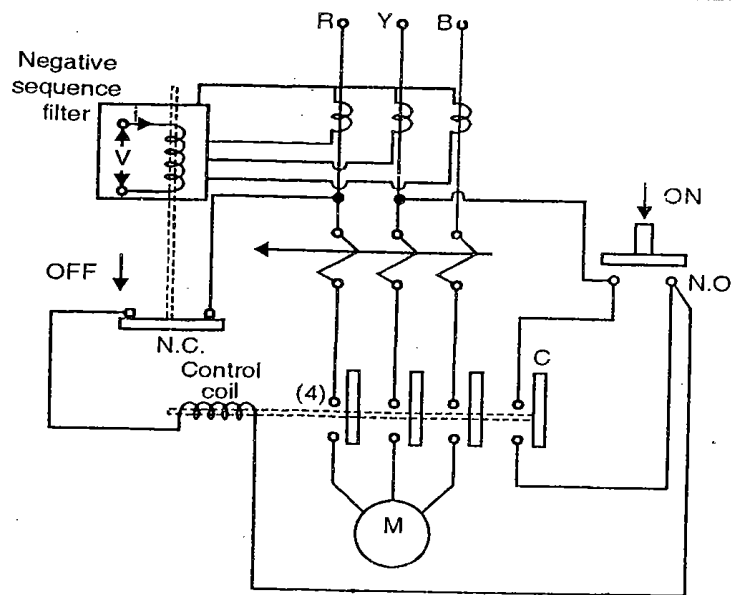 R Y B
Negative
sequence
filter
i
V
ON
OFF
N.O
N.C.
Control
coil
(4)
C
M